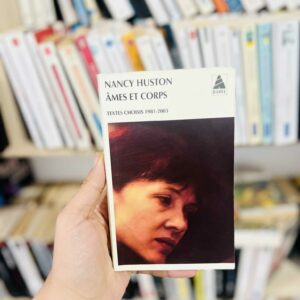 NANCY HUSTON
ÂMES ET CORPS
TEXTES CHOISIS 1981-2003
BABEL